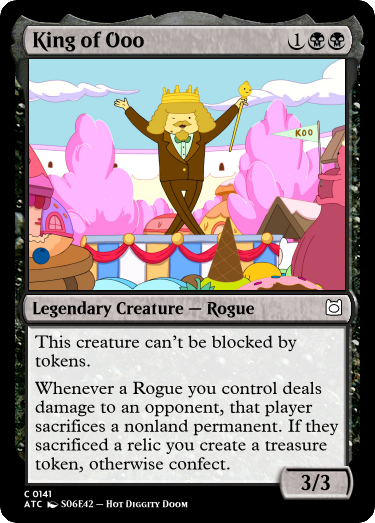 King of Ooo 1
KOO
Legendary Creature — Rogue
This creature can't be blocked by
tokens.
Whenever a Rogue you control deals
damage to an opponent, that player
sacrifices a nonland permanent. If they
sacrificed a relic you create a treasure
token, otherwise confect.
3/3
C 0141
ATC S06E42 – Hot Diggity Doom